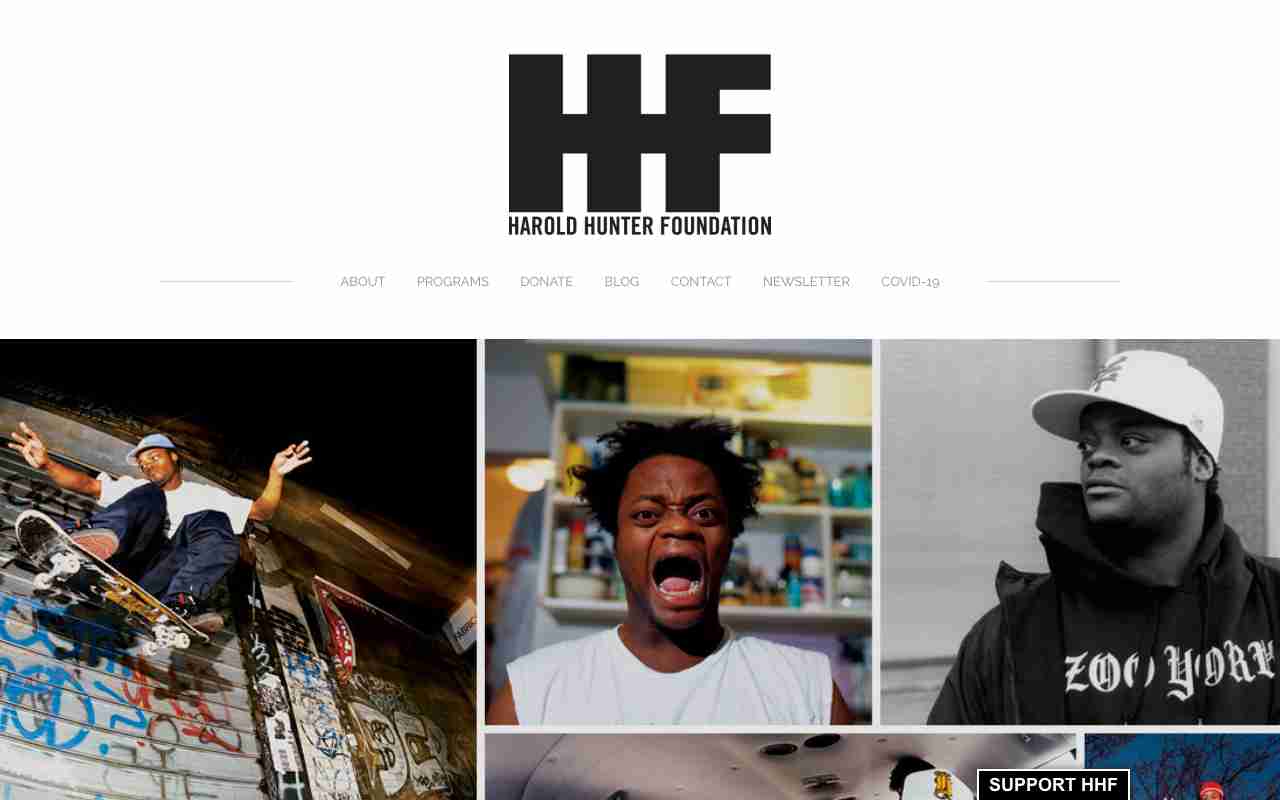 HHF
HAROLD HUNTER FOUNDATION
ABOUT
PROGRAMS
DONATE
BLOG
CONTACT
NEWSLETTER
COVID-19
ZOO YORK
SUPPORT HHF